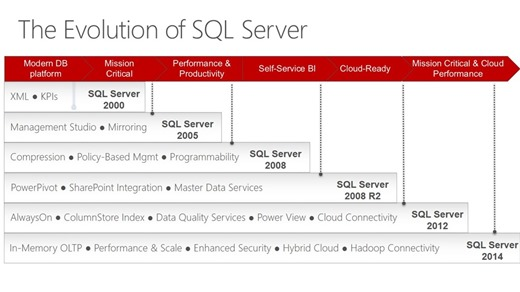 The Evolution of SQL Server
Modern DB platform
Mission Critical
Performance & Productivity
Self-Service BI
Cloud-Ready
Mission Critical & Cloud Performance
XML ● KPIs
SQL Server 2000
Management Studio ● Mirroring
SQL Server 2005
Compression ● Policy-Based Mgmt ● Programmability
SQL Server 2008
PowerPivot ● SharePoint Integration ● Master Data Services
SQL Server 2008 R2
AlwaysOn ● ColumnStore Index ● Data Quality Services ● Power View ● Cloud Connectivity
SQL Server 2012
In-Memory OLTP ● Performance & Scale ● Enhanced Security ● Hybrid Cloud ● Hadoop Connectivity
SQL Server 2014